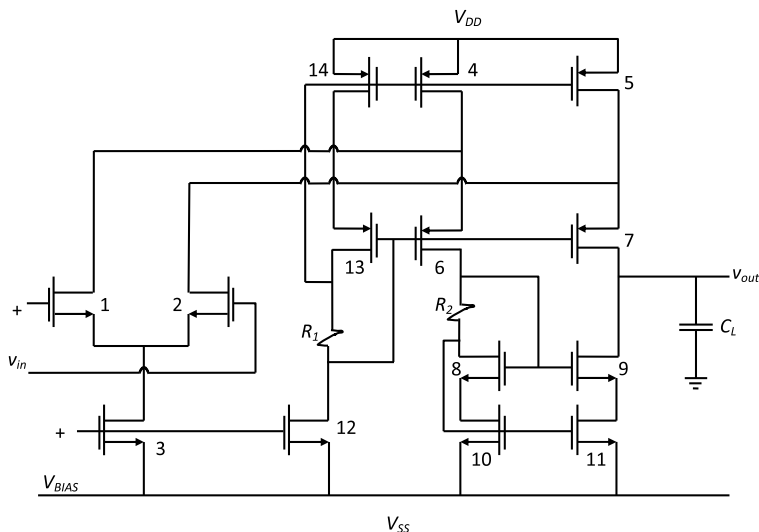 V_DD
14 4 5
13 6 7
+ 1 2
R_1 R_2
v_out
C_L
v_in
8 9
+ 3 12
10 11
V_BIAS
V_SS